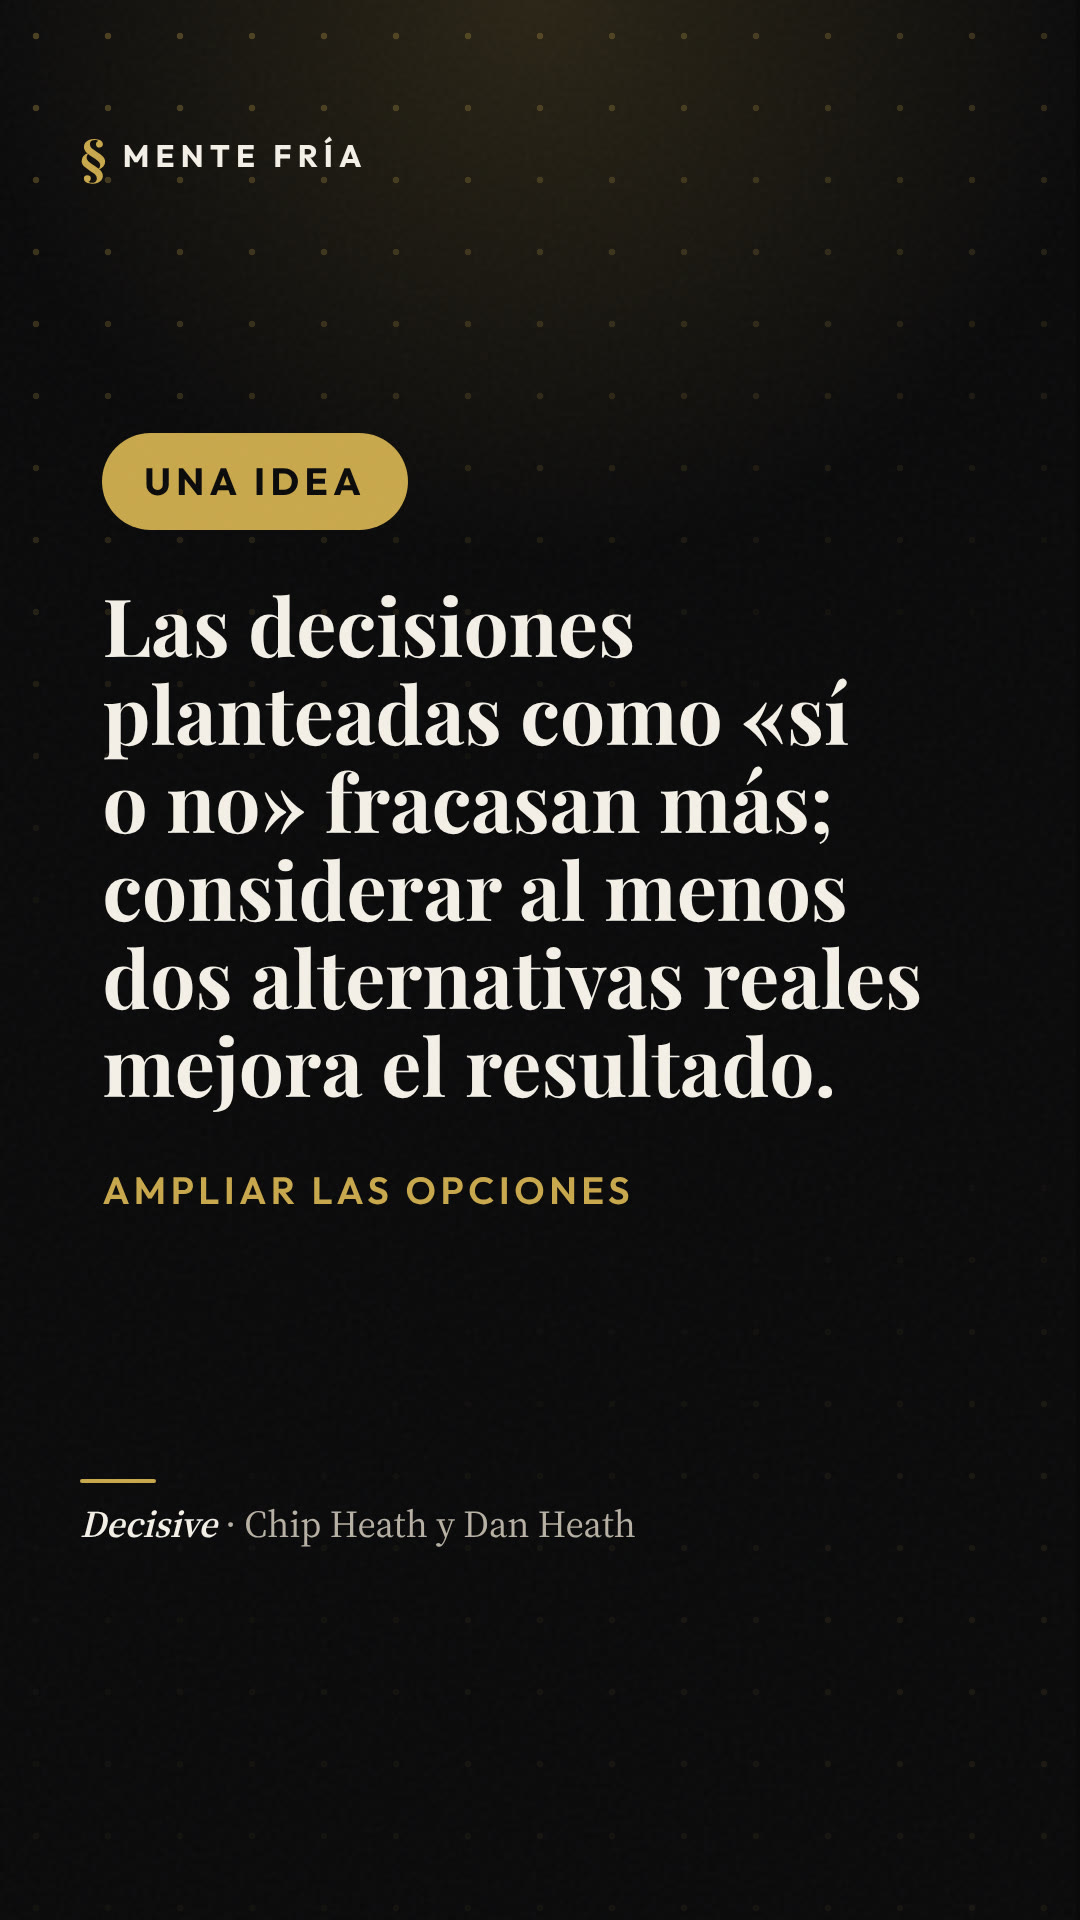 § MENTE FRÍA
UNA IDEA
Las decisiones
planteadas como «sí
o no» fracasan más;
considerar al menos
dos alternativas reales
mejora el resultado.
AMPLIAR LAS OPCIONES
Decisive · Chip Heath y Dan Heath